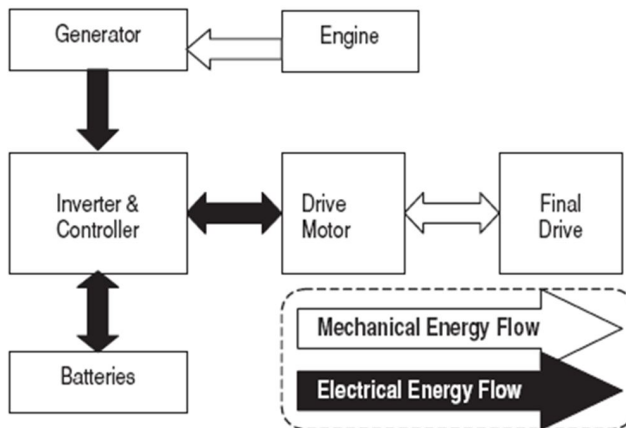 Generator
Engine
Inverter &
Controller
Drive
Motor
Final
Drive
Mechanical Energy Flow
Electrical Energy Flow
Batteries